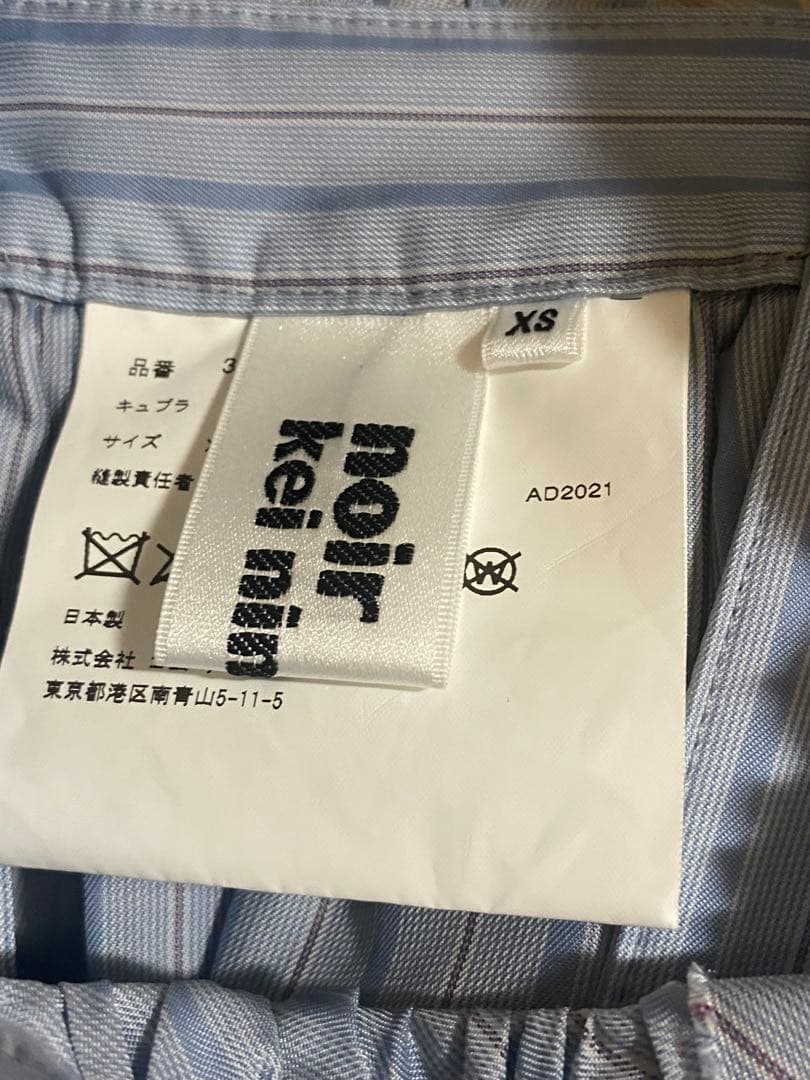 XS
noir
kei nin
品番 3
キュプラ
サイズ
縫製責任者
AD2021
日本製
株式会社
東京都港区南青山5-11-5